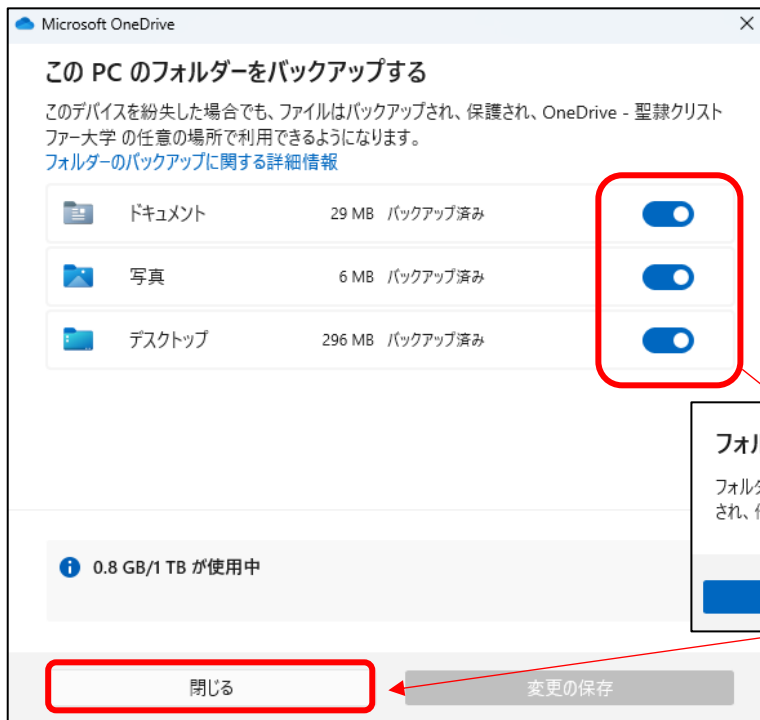 Microsoft OneDrive
この PC のフォルダーをバックアップする
このデバイスを紛失した場合でも、ファイルはバックアップされ、保護され、OneDrive - 聖隷クリスト
ファー大学 の任意の場所で利用できるようになります。
フォルダーのバックアップに関する詳細情報
ドキュメント 29 MB バックアップ済み
写真 6 MB バックアップ済み
デスクトップ 296 MB バックアップ済み
フォル
フォルダ
され、
0.8 GB/1 TB が使用中
閉じる 変更の保存